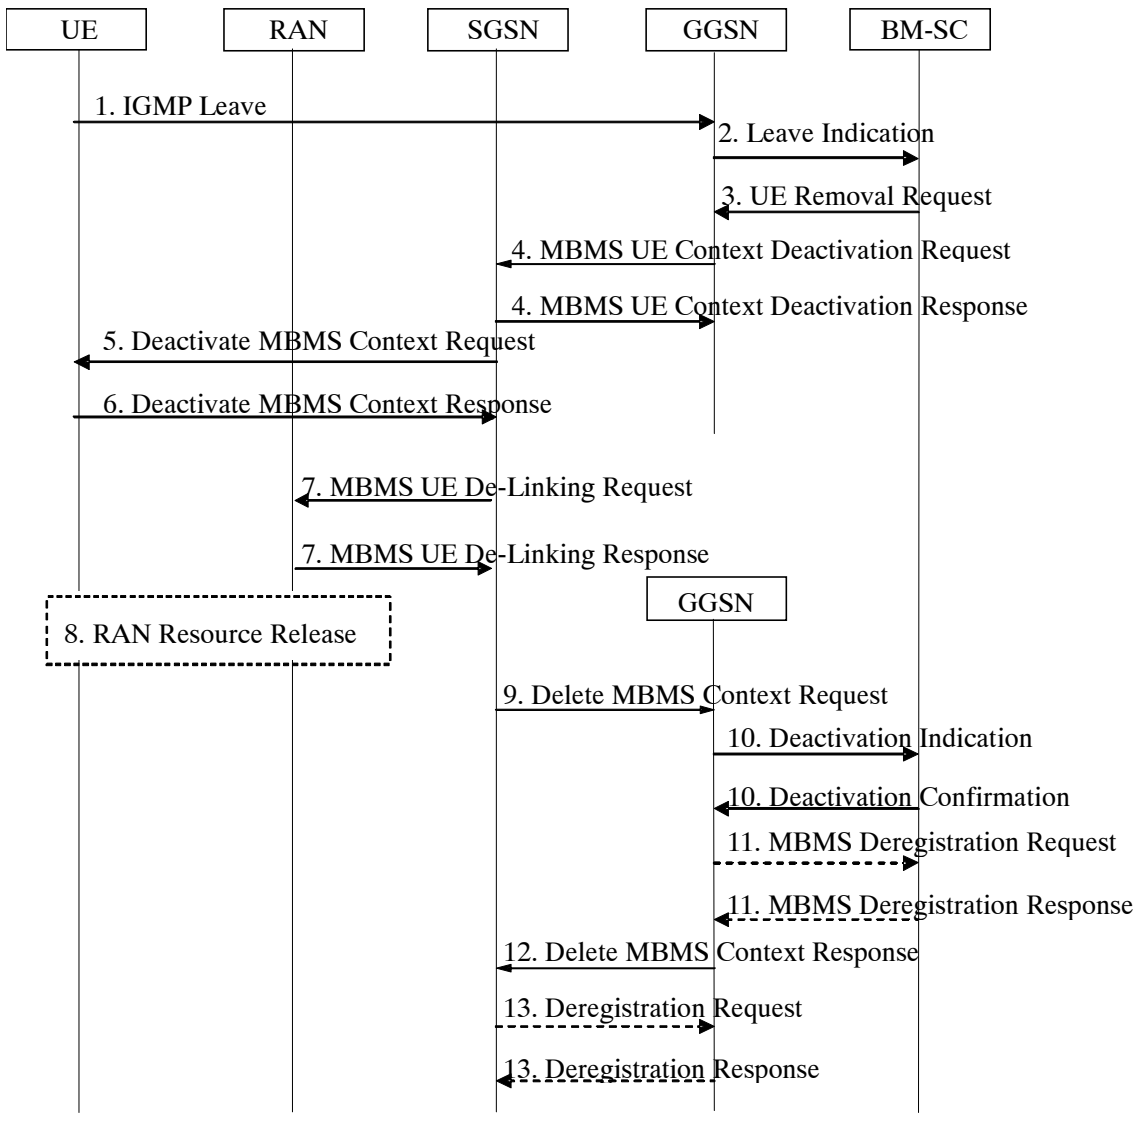 UE
RAN
SGSN
GGSN
BM-SC
1. IGMP Leave
2. Leave Indication
3. UE Removal Request
4. MBMS UE Context Deactivation Request
4. MBMS UE Context Deactivation Response
5. Deactivate MBMS Context Request
6. Deactivate MBMS Context Response
7. MBMS UE De-Linking Request
7. MBMS UE De-Linking Response
GGSN
8. RAN Resource Release
9. Delete MBMS Context Request
10. Deactivation Indication
10. Deactivation Confirmation
11. MBMS Deregistration Request
11. MBMS Deregistration Response
12. Delete MBMS Context Response
13. Deregistration Request
13. Deregistration Response